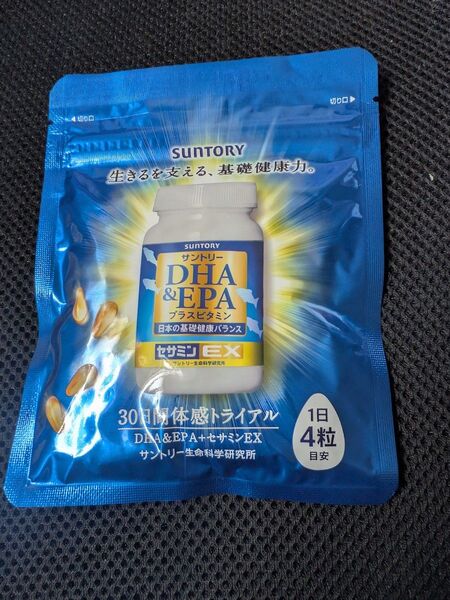 切り口
切り口
SUNTORY
生きるを支える、基礎健康力。
SUNTORY
サントリー
DHA
&EPA
プラスビタミン
日本の基礎健康バランス
セサミンEX
サントリー生命科学研究所
30日間体感トライアル
DHA&EPA+セサミンEX
サントリー生命科学研究所
1日
4粒
目安